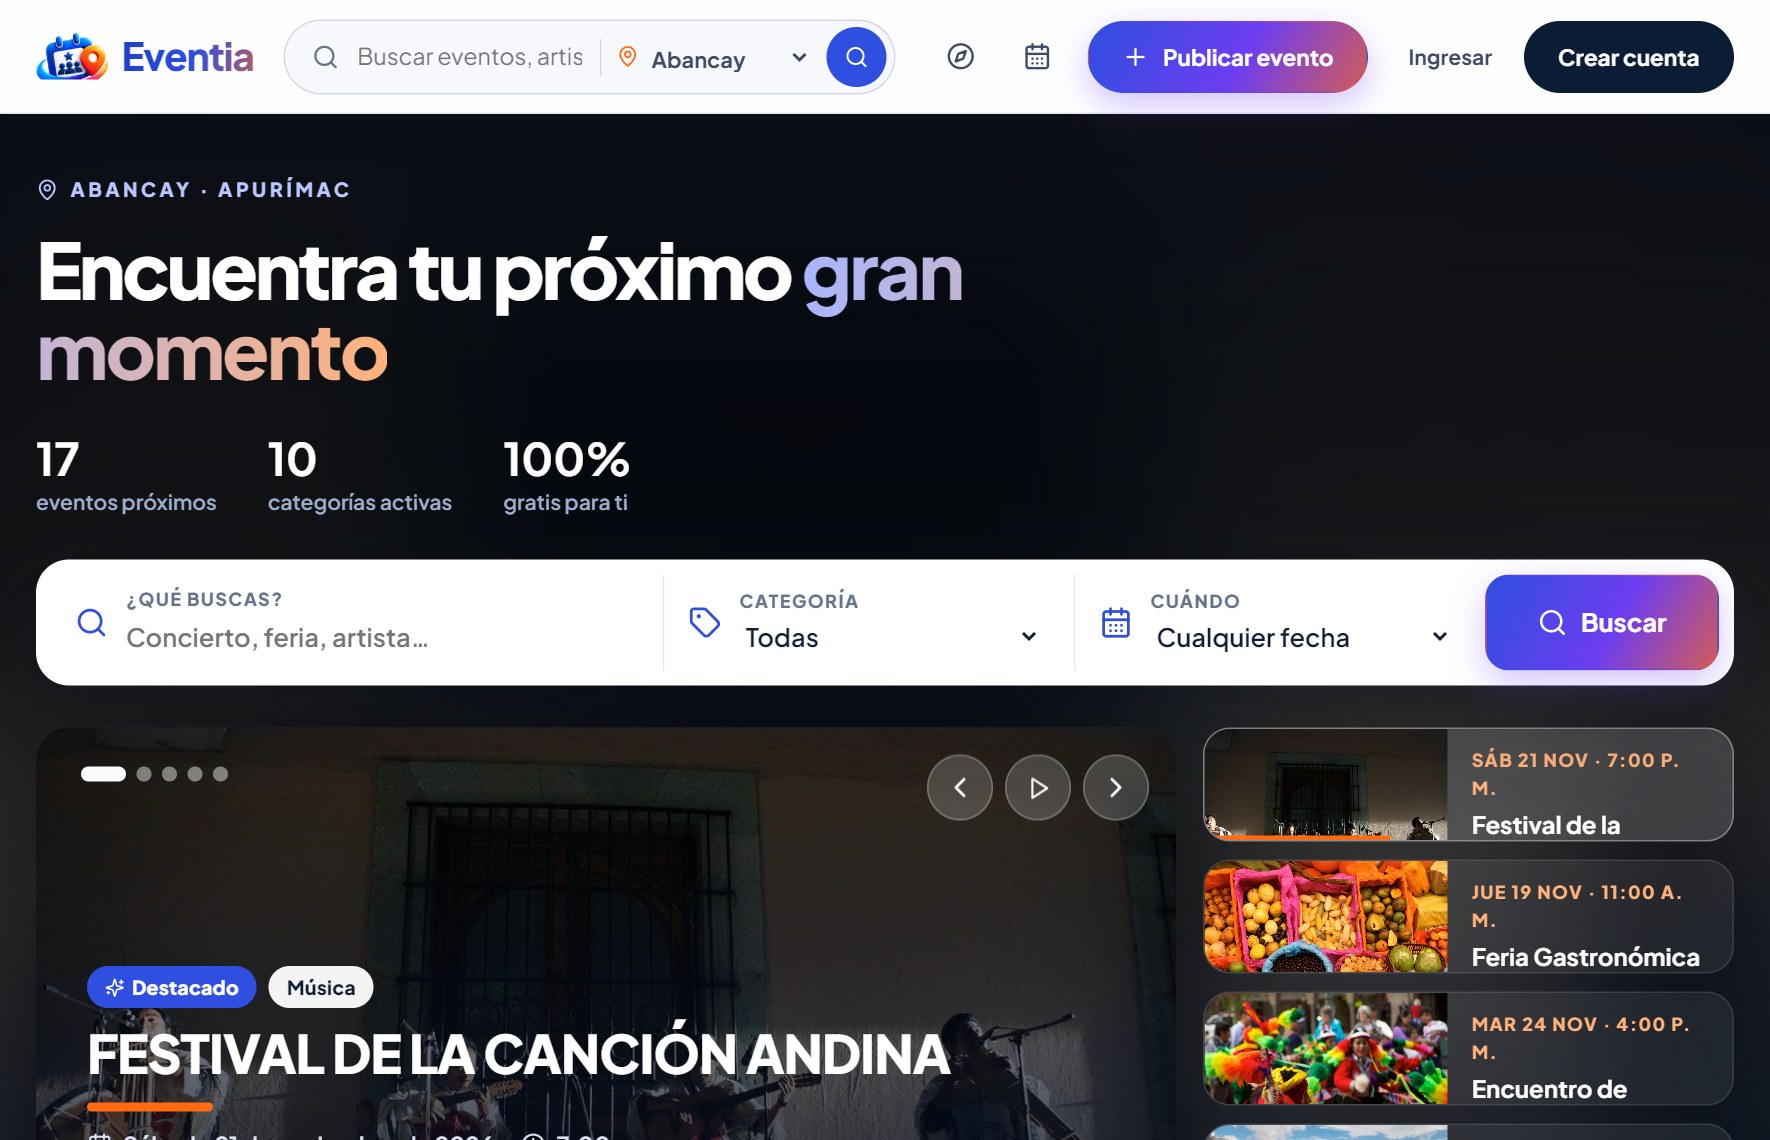 Eventia
Buscar eventos, artis
Abancay
Publicar evento
Ingresar
Crear cuenta
ABANCAY · APURÍMAC
Encuentra tu próximo gran
momento
17
eventos próximos
10
categorías activas
100%
gratis para ti
¿QUÉ BUSCAS?
Concierto, feria, artista...
CATEGORÍA
Todas
CUÁNDO
Cualquier fecha
Buscar
Destacado
Música
FESTIVAL DE LA CANCIÓN ANDINA
SÁB 21 NOV · 7:00 P.
M.
Festival de la
JUE 19 NOV · 11:00 A.
M.
Feria Gastronómica
MAR 24 NOV · 4:00 P.
M.
Encuentro de